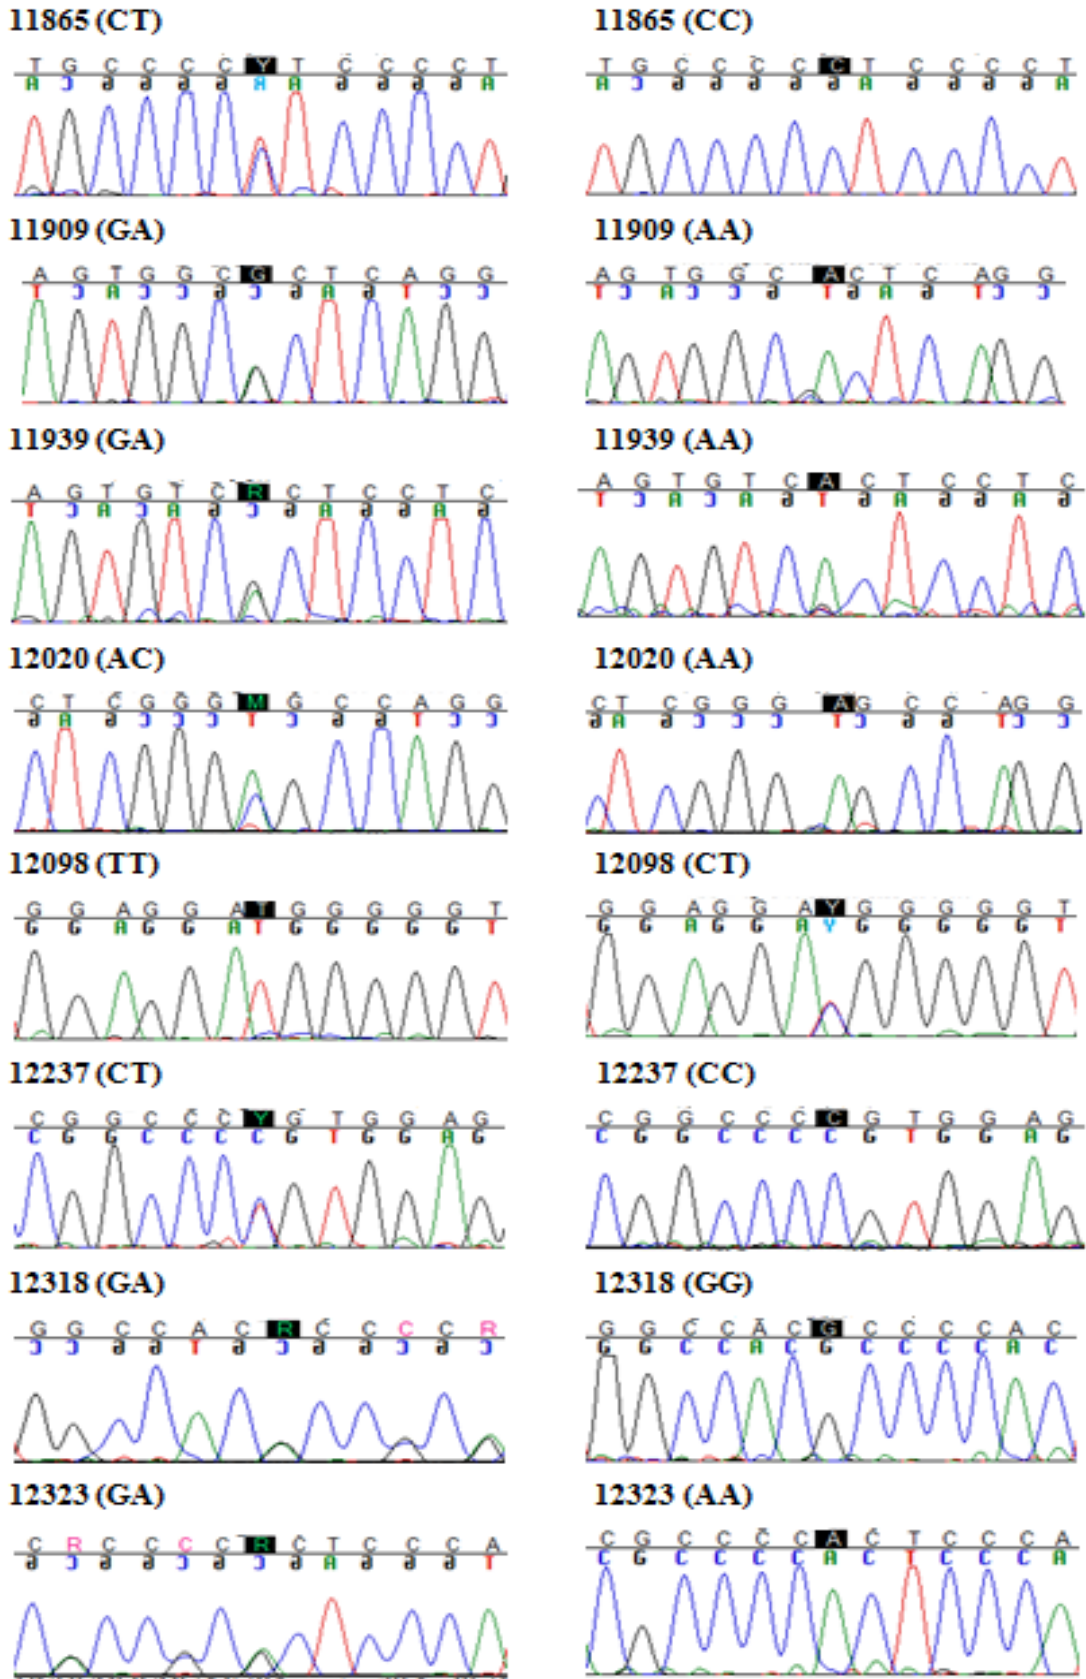 11865 (CT)
T G C C C C Y T C C C C T
A C G G G G A A G G G G A
11865 (CC)
T G C C C C C T C C C C T
A C G G G G G A G G G G A
11909 (GA)
A G T G G C G C T C A G G
T C A C C G C G A G T C C
11909 (AA)
A G T G G C A C T C A G G
T C A C C G T G A G T C C
11939 (GA)
A G T G T C R C T C C T C
T C A C A G C G A G G A G
11939 (AA)
A G T G T C A C T C C T C
T C A C A G T G A G G A G
12020 (AC)
C T C G G G M G C C A G G
G A G C C C T C G G T C C
12020 (AA)
C T C G G G A G C C A G G
G A G C C C T C G G T C C
12098 (TT)
G G A G G A T G G G G G T
G G A G G A T G G G G G T
12098 (CT)
G G A G G A Y G G G G G T
G G A G G A Y G G G G G T
12237 (CT)
C G G C C C Y G T G G A G
C G G C C C C G T G G A G
12237 (CC)
C G G C C C C G T G G A G
C G G C C C C G T G G A G
12318 (GA)
G G C C A C R C C C C R
C C G G T G C G G C G C
12318 (GG)
G G C C A C G C C C C A C
G G C C A C G C C C C A C
12323 (GA)
C R C C C C R C T C C C A
G C G G C G C G A G G G T
12323 (AA)
C G C C C C A C T C C C A
C G C C C C A C T C C C A